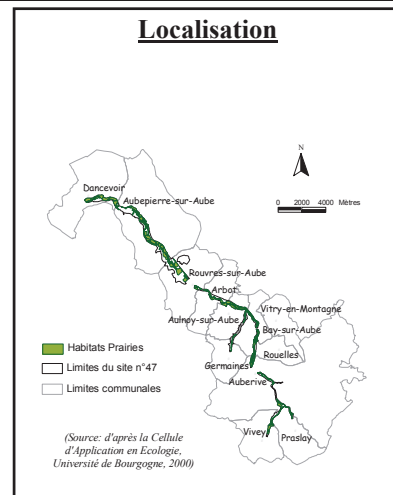 Localisation
N
0 2000 4000 Mètres
Dancevoir
Aubepierre-sur-Aube
Rouvres-sur-Aube
Arbot
Vitry-en-Montagne
Aulnoy-sur-Aube
Bay-sur-Aube
Rouelles
Germaines
Auberive
Vivey
Praslay
Habitats Prairies
Limites du site n°47
Limites communales
(Source: d'après la Cellule
d'Application en Ecologie,
Université de Bourgogne, 2000)